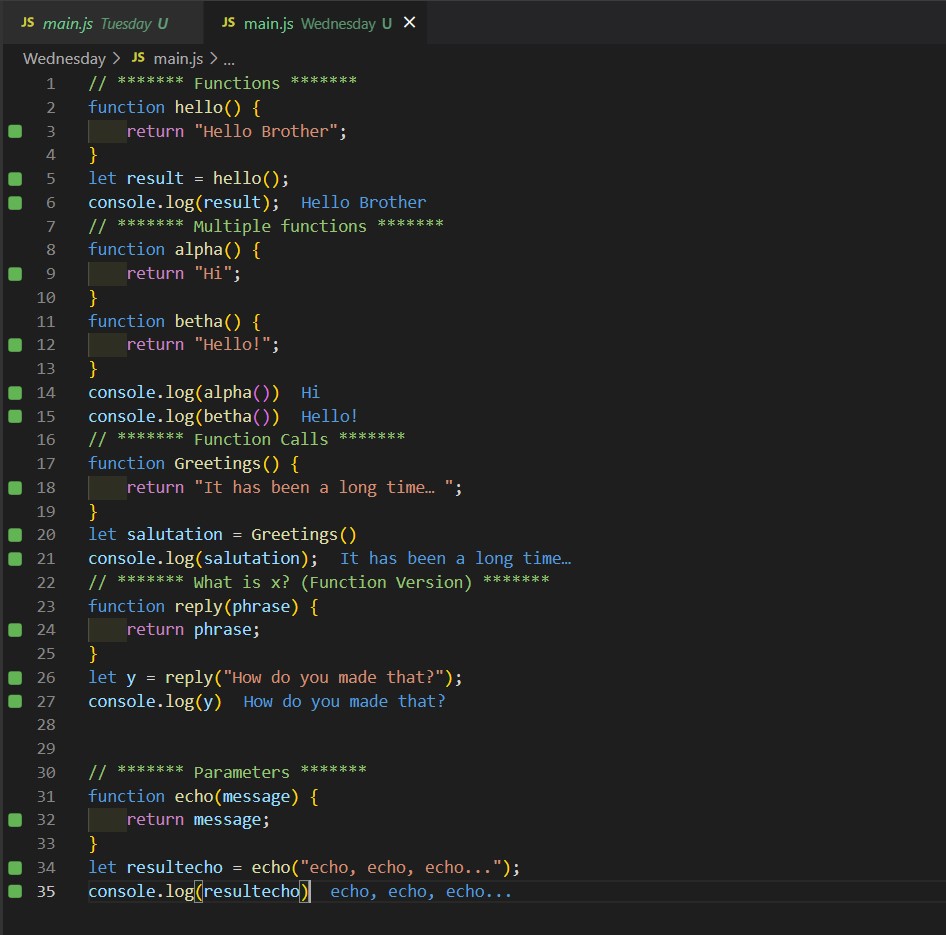 JS main.js Tuesday U JS main.js Wednesday U ×
Wednesday > JS main.js > ...
1 // ******* Functions *******
2 function hello() {
3 return "Hello Brother";
4 }
5 let result = hello();
6 console.log(result); Hello Brother
7 // ******* Multiple functions *******
8 function alpha() {
9 return "Hi";
10 }
11 function betha() {
12 return "Hello!";
13 }
14 console.log(alpha()) Hi
15 console.log(betha()) Hello!
16 // ******* Function Calls *******
17 function Greetings() {
18 return "It has been a long time… ";
19 }
20 let salutation = Greetings()
21 console.log(salutation); It has been a long time…
22 // ******* What is x? (Function Version) *******
23 function reply(phrase) {
24 return phrase;
25 }
26 let y = reply("How do you made that?");
27 console.log(y) How do you made that?
28
29
30 // ******* Parameters *******
31 function echo(message) {
32 return message;
33 }
34 let resultecho = echo("echo, echo, echo...");
35 console.log(resultecho) echo, echo, echo...